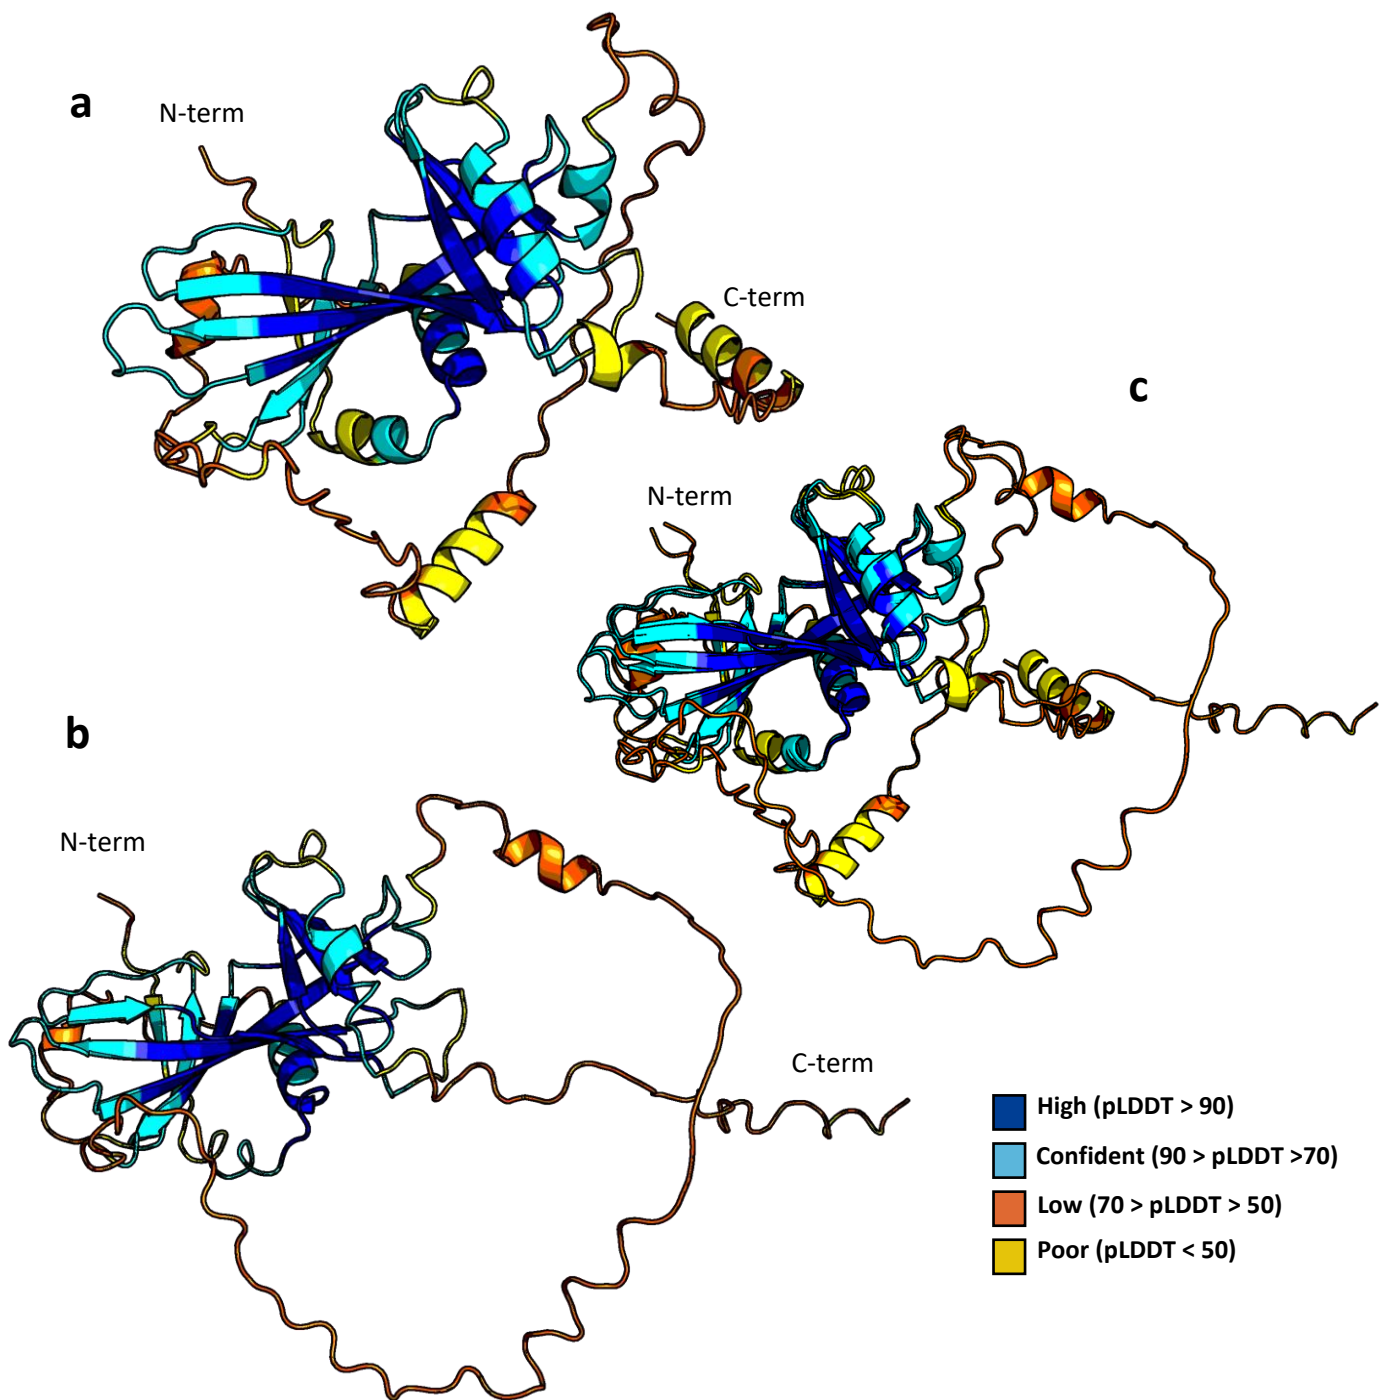 a
N-term
C-term
c
N-term
b
N-term
C-term
High (pLDDT > 90)
Confident (90 > pLDDT >70)
Low (70 > pLDDT > 50)
Poor (pLDDT < 50)